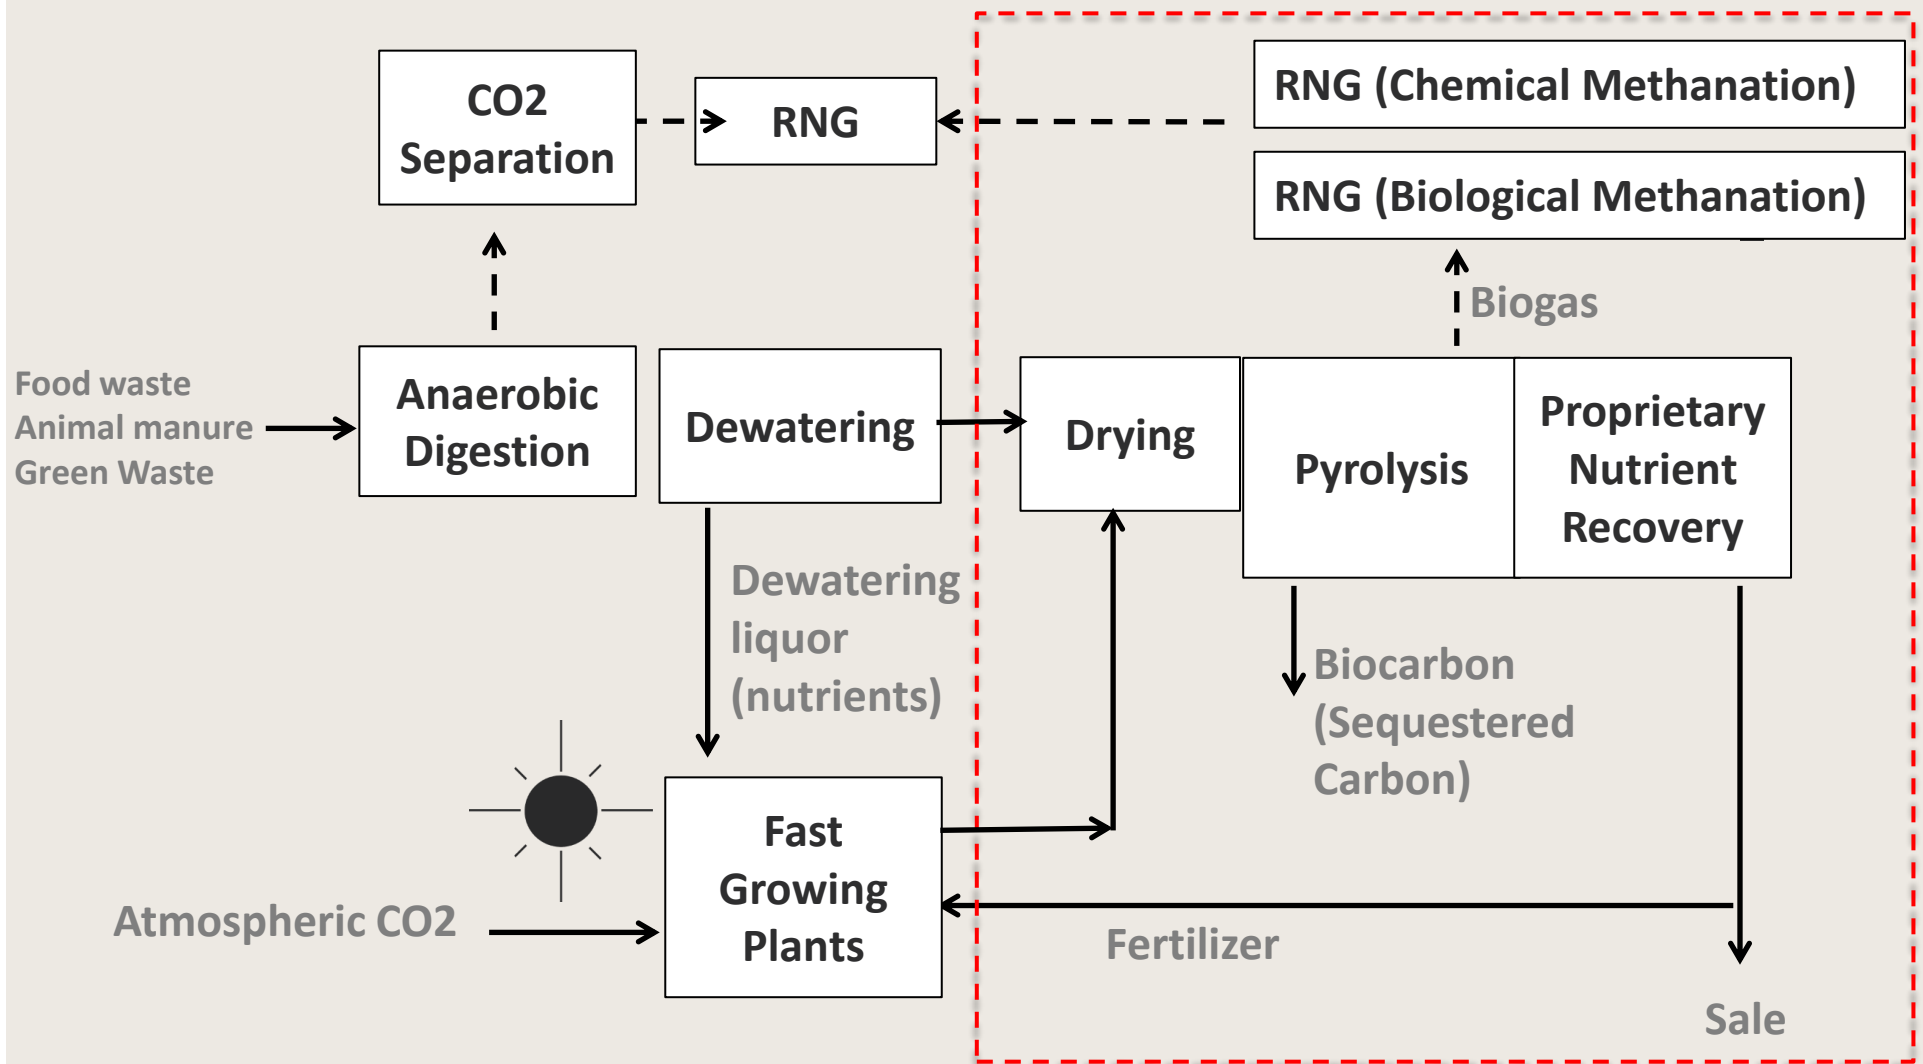 CO2
Separation
RNG
RNG (Chemical Methanation)
RNG (Biological Methanation)
Biogas
Food waste
Animal manure
Green Waste
Anaerobic
Digestion
Dewatering
Drying
Pyrolysis
Proprietary
Nutrient
Recovery
Dewatering
liquor
(nutrients)
Biocarbon
(Sequestered
Carbon)
Fast
Growing
Plants
Atmospheric CO2
Fertilizer
Sale